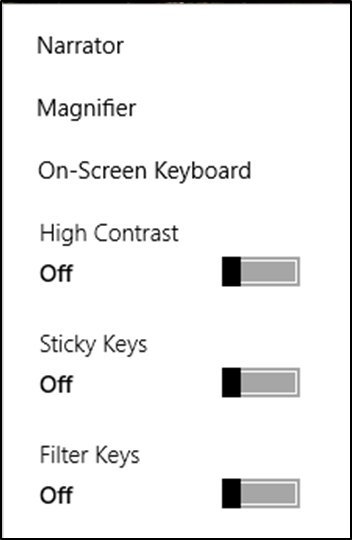 Narrator
Magnifier
On-Screen Keyboard
High Contrast
Off
Sticky Keys
Off
Filter Keys
Off